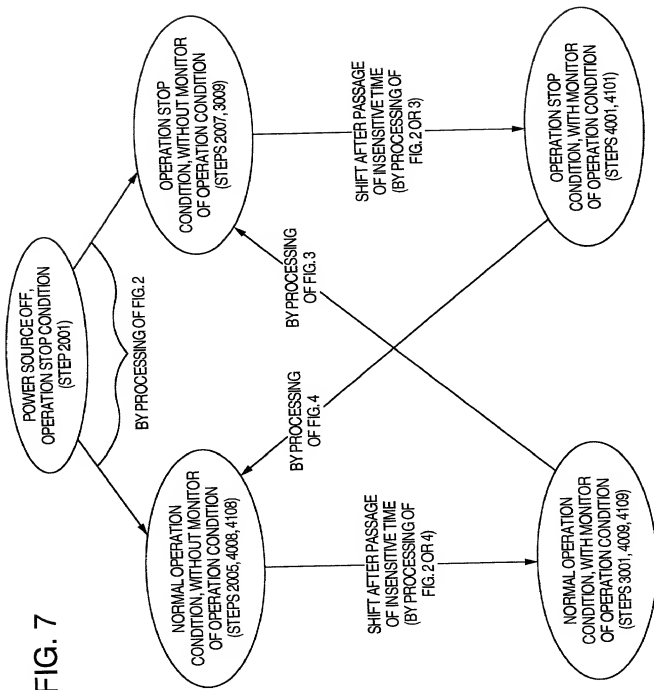 FIG. 7
POWER SOURCE OFF,
OPERATION STOP CONDITION
(STEP 2001)
BY PROCESSING OF FIG.2
NORMAL OPERATION
CONDITION, WITHOUT MONITOR
OF OPERATION CONDITION
(STEPS 2005, 4008, 4108)
OPERATION STOP
CONDITION, WITHOUT MONITOR
OF OPERATION CONDITION
(STEPS 2007, 3009)
BY PROCESSING
OF FIG.4
BY PROCESSING
OF FIG.3
SHIFT AFTER PASSAGE
OF INSENSITIVE TIME
(BY PROCESSING OF
FIG. 2 OR 4)
SHIFT AFTER PASSAGE
OF INSENSITIVE TIME
(BY PROCESSING OF
FIG. 2 OR 3)
NORMAL OPERATION
CONDITION, WITH MONITOR
OF OPERATION CONDITION
(STEPS 3001, 4009, 4109)
OPERATION STOP
CONDITION, WITH MONITOR
OF OPERATION CONDITION
(STEPS 4001, 4101)